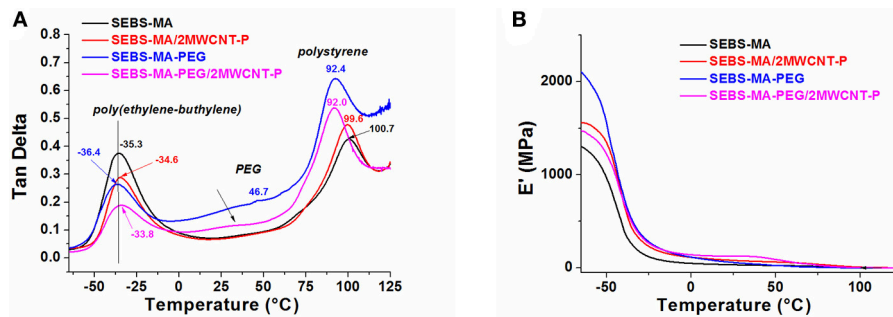 A
SEBS-MA
SEBS-MA/2MWCNT-P
SEBS-MA-PEG
SEBS-MA-PEG/2MWCNT-P
polystyrene
92.4
92.0
99.6
100.7
poly(ethylene-buthylene)
-35.3
-36.4
-34.6
-33.8
PEG
46.7
0.8
0.7
0.6
0.5
0.4
0.3
0.2
0.1
0.0
Tan Delta
-50 -25 0 25 50 75 100 125
Temperature (°C)
B
SEBS-MA
SEBS-MA/2MWCNT-P
SEBS-MA-PEG
SEBS-MA-PEG/2MWCNT-P
2000
1000
0
E' (MPa)
-50 0 50 100
Temperature (°C)